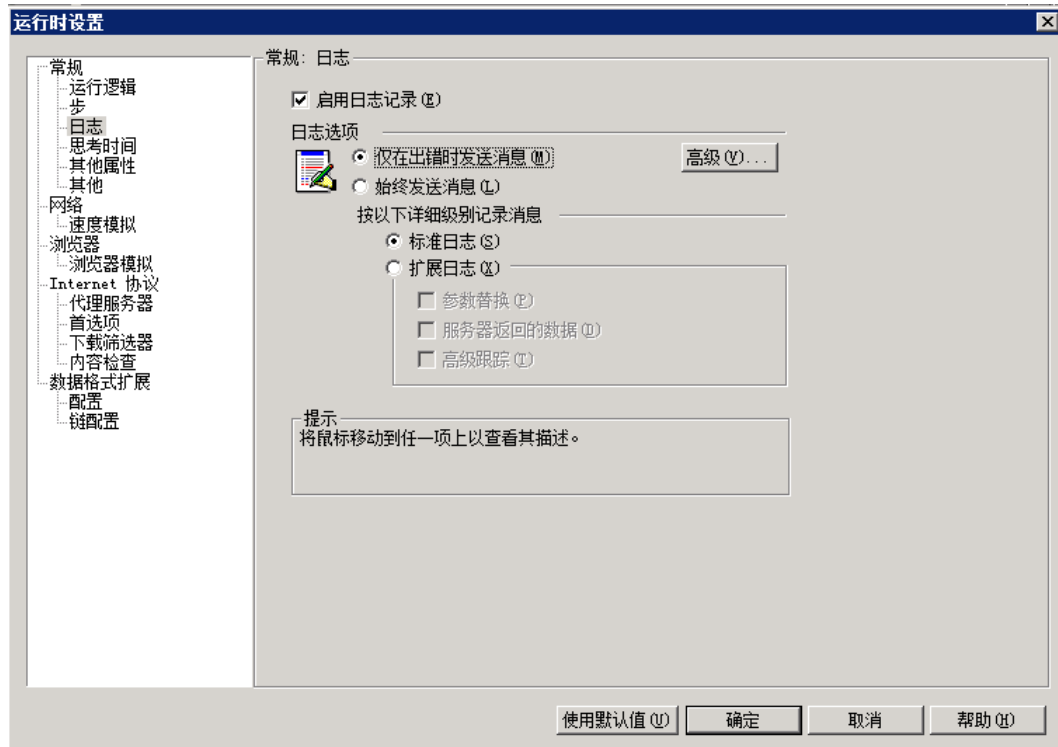 运行时设置
常规
运行逻辑
步
日志
思考时间
其他属性
其他
网络
速度模拟
浏览器
浏览器模拟
Internet 协议
代理服务器
首选项
下载筛选器
内容检查
数据格式扩展
配置
链配置
常规: 日志
启用日志记录(E)
日志选项
仅在出错时发送消息(M)
高级(V)...
始终发送消息(L)
按以下详细级别记录消息
标准日志(S)
扩展日志(X)
参数替换(P)
服务器返回的数据(D)
高级跟踪(T)
提示
将鼠标移动到任一项上以查看其描述。
使用默认值(U)
确定
取消
帮助(H)